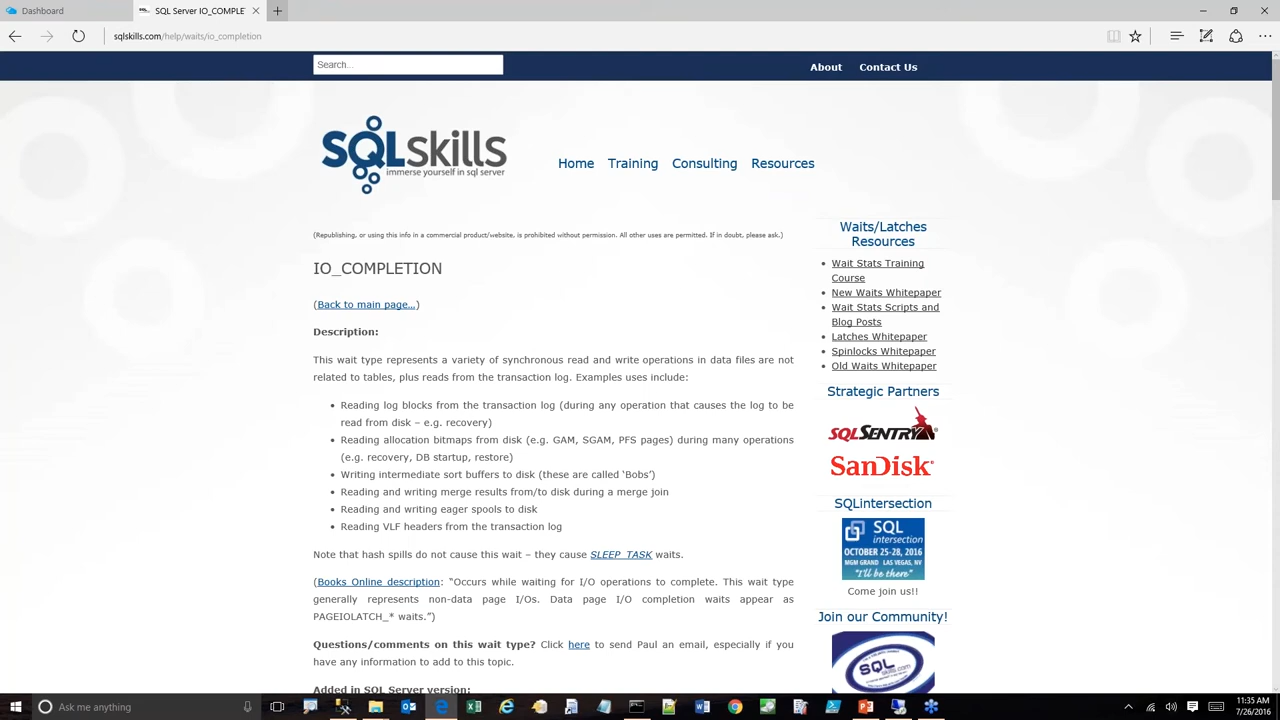 Dashboard
SQL Server IO_COMPLET
sqlskills.com/help/waits/io_completion
Search...
About Contact Us
SQLskills
immerse yourself in sql server
Home Training Consulting Resources
(Republishing, or using this info in a commercial product/website, is prohibited without permission. All other uses are permitted. If in doubt, please ask.)
IO_COMPLETION
(Back to main page…)
Description:
This wait type represents a variety of synchronous read and write operations in data files are not
related to tables, plus reads from the transaction log. Examples uses include:
• Reading log blocks from the transaction log (during any operation that causes the log to be
read from disk – e.g. recovery)
• Reading allocation bitmaps from disk (e.g. GAM, SGAM, PFS pages) during many operations
(e.g. recovery, DB startup, restore)
• Writing intermediate sort buffers to disk (these are called ‘Bobs’)
• Reading and writing merge results from/to disk during a merge join
• Reading and writing eager spools to disk
• Reading VLF headers from the transaction log
Note that hash spills do not cause this wait – they cause SLEEP_TASK waits.
(Books Online description: “Occurs while waiting for I/O operations to complete. This wait type
generally represents non-data page I/Os. Data page I/O completion waits appear as
PAGEIOLATCH_* waits.”)
Questions/comments on this wait type? Click here to send Paul an email, especially if you
have any information to add to this topic.
Added in SQL Server version:
Waits/Latches
Resources
• Wait Stats Training
Course
• New Waits Whitepaper
• Wait Stats Scripts and
Blog Posts
• Latches Whitepaper
• Spinlocks Whitepaper
• Old Waits Whitepaper
Strategic Partners
SQLSENTRY
SanDisk
SQLintersection
SQL
intersection
OCTOBER 25-28, 2016
MGM GRAND LAS VEGAS, NV
"I'll be there"
Come join us!!
Join our Community!
SQL
skills.com
Ask me anything
11:35 AM
7/26/2016